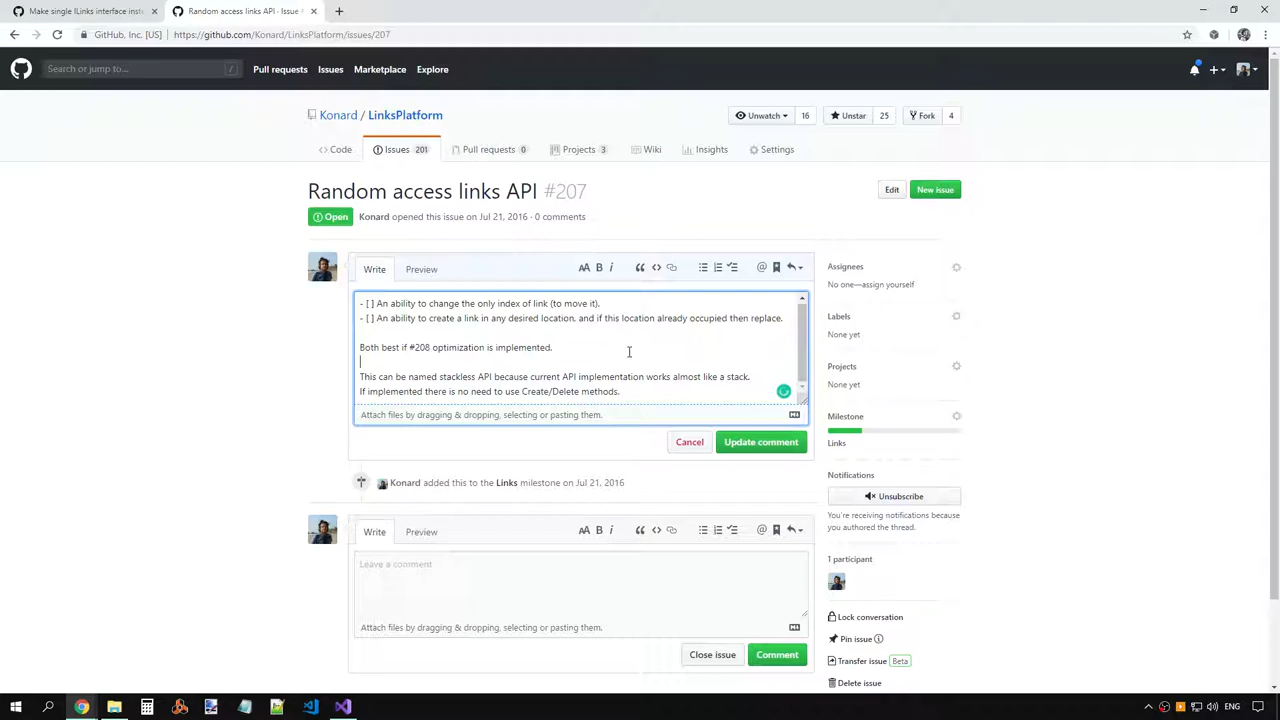 Make single ILinks interface inst
Random access links API · Issue #
GitHub, Inc. [US]
https://github.com/Konard/LinksPlatform/issues/207
Search or jump to...
/
Pull requests
Issues
Marketplace
Explore
Konard / LinksPlatform
Unwatch
16
Unstar
25
Fork
4
Code
Issues 201
Pull requests 0
Projects 3
Wiki
Insights
Settings
Random access links API #207
Edit
New issue
Open
Konard opened this issue on Jul 21, 2016 · 0 comments
Write
Preview
- [ ] An ability to change the only index of link (to move it).
- [ ] An ability to create a link in any desired location, and if this location already occupied then replace.
Both best if #208 optimization is implemented.
This can be named stackless API because current API implementation works almost like a stack.
If implemented there is no need to use Create/Delete methods.
Attach files by dragging & dropping, selecting or pasting them.
Cancel
Update comment
Konard added this to the Links milestone on Jul 21, 2016
Write
Preview
Leave a comment
Attach files by dragging & dropping, selecting or pasting them.
Close issue
Comment
Assignees
No one—assign yourself
Labels
None yet
Projects
None yet
Milestone
Links
Notifications
Unsubscribe
You're receiving notifications because
you authored the thread.
1 participant
Lock conversation
Pin issue
Transfer issue Beta
Delete issue
ENG